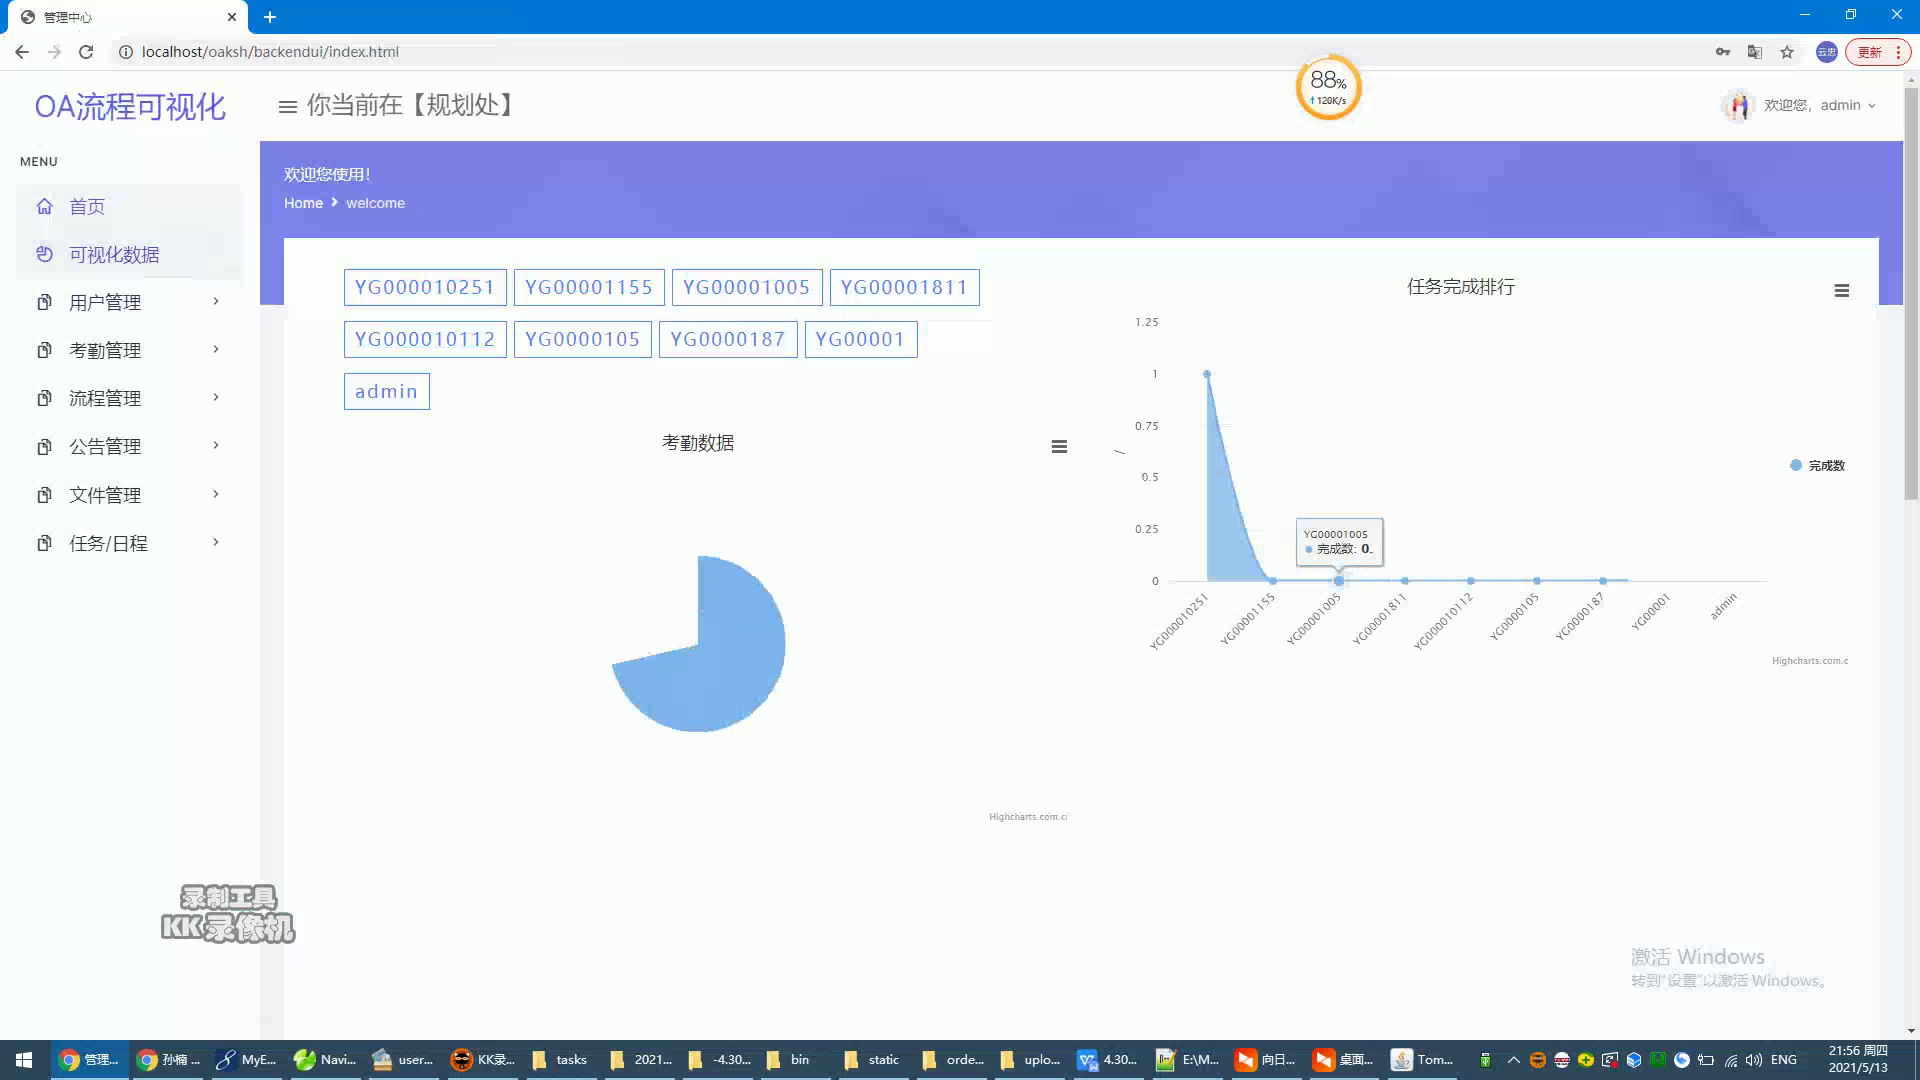 管理中心
localhost/oaksh/backendui/index.html
云忠
更新
OA流程可视化
你当前在【规划处】
88%
120K/s
欢迎您，admin
MENU
首页
可视化数据
用户管理
考勤管理
流程管理
公告管理
文件管理
任务/日程
欢迎您使用!
Home
welcome
YG000010251
YG00001155
YG00001005
YG00001811
YG000010112
YG0000105
YG0000187
YG00001
admin
考勤数据
Highcharts.com.c
任务完成排行
1.25
1
0.75
0.5
0.25
0
YG00001005
完成数: 0.
完成数
YG000010251
YG00001155
YG00001005
YG00001811
YG000010112
YG0000105
YG0000187
YG00001
admin
Highcharts.com.c
录制工具
KK录像机
激活 Windows
转到"设置"以激活 Windows。
管理...
孙楠 ...
MyE...
Navi...
user...
KK录...
tasks
2021...
-4.30...
bin
static
orde...
uplo...
4.30...
E:\M...
向日...
桌面...
Tom...
ENG
21:56 周四
2021/5/13